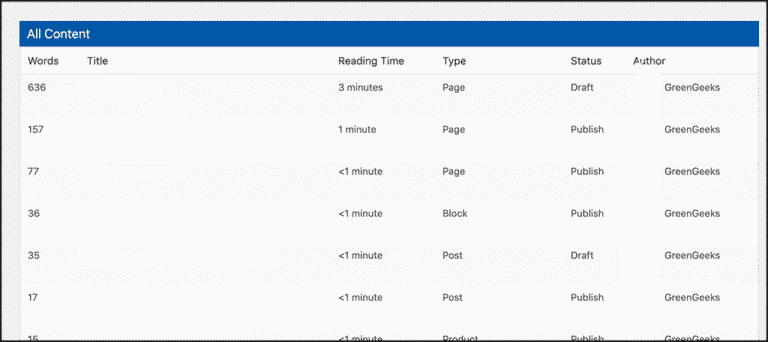 All Content
Words Title Reading Time Type Status Author
636 3 minutes Page Draft GreenGeeks
157 1 minute Page Publish GreenGeeks
77 <1 minute Page Publish GreenGeeks
36 <1 minute Block Publish GreenGeeks
35 <1 minute Post Draft GreenGeeks
17 <1 minute Post Publish GreenGeeks
15 <1 minute Product Publish GreenGeeks